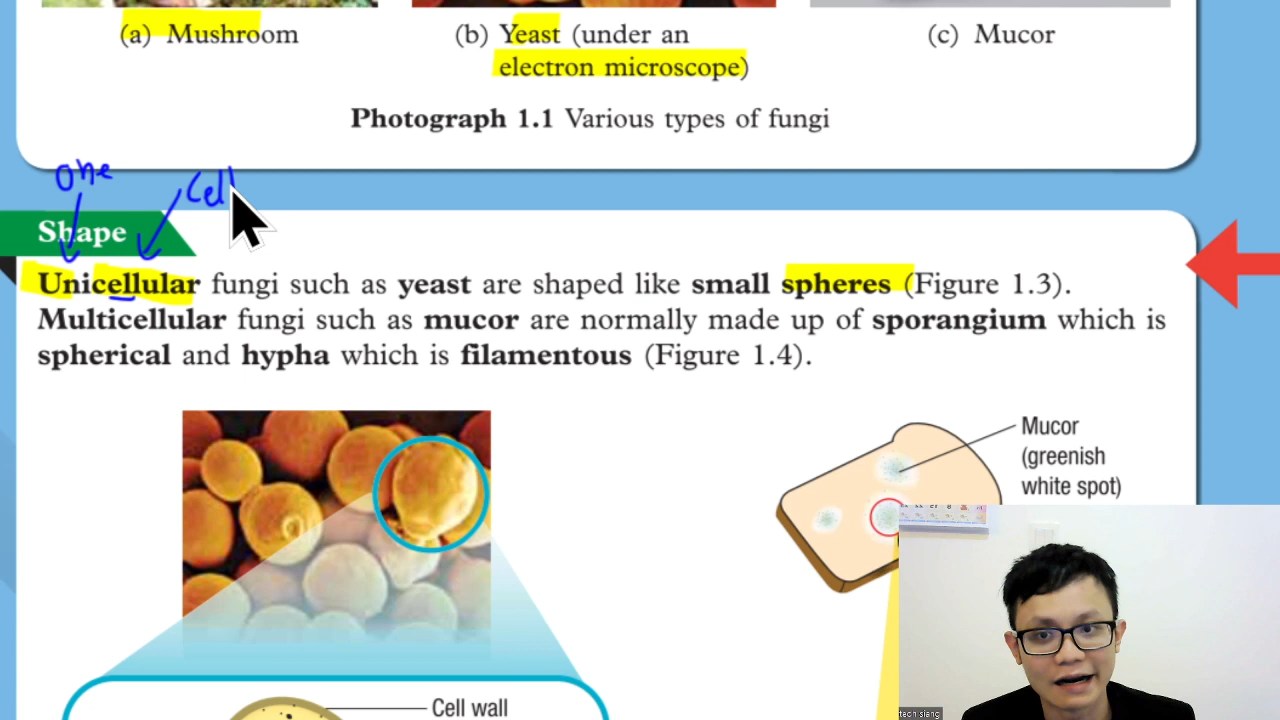 (a) Mushroom
(b) Yeast (under an
electron microscope)
(c) Mucor
Photograph 1.1 Various types of fungi
One
Cell
Shape
Unicellular fungi such as yeast are shaped like small spheres (Figure 1.3).
Multicellular fungi such as mucor are normally made up of sporangium which is
spherical and hypha which is filamentous (Figure 1.4).
Mucor
(greenish
white spot)
Cell wall